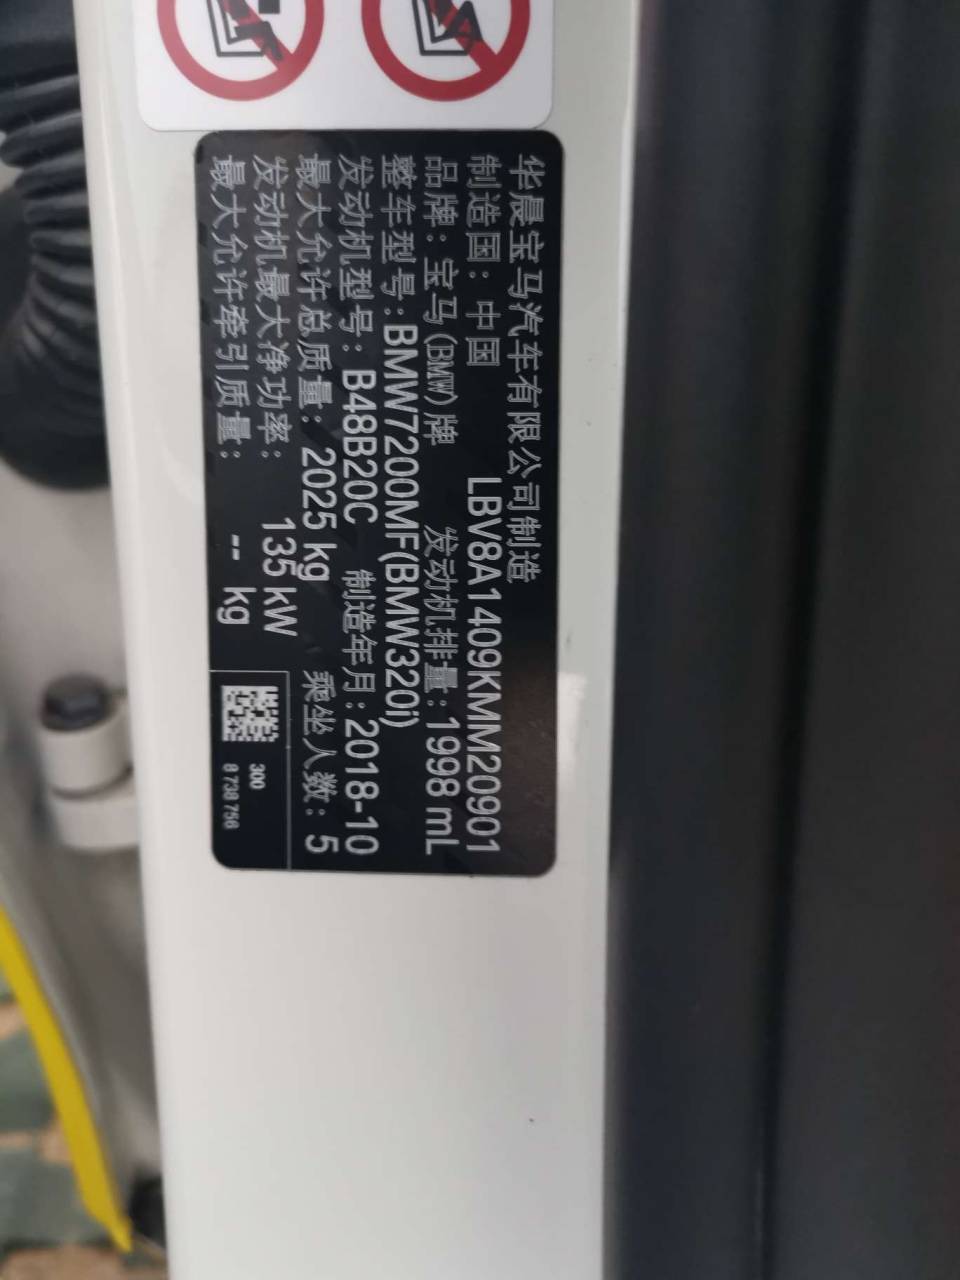 华晨宝马汽车有限公司制造
制造国：中国 LBV8A1409KMM20901
品牌：宝马(BMW)牌 发动机排量：1998 mL
整车型号：BMW7200MF(BMW320i)
发动机型号：B48B20C 制造年月：2018-10
最大允许总质量：2025 kg 乘坐人数：5
发动机最大净功率：135 kW
最大允许牵引质量：-- kg
300
8 738 756